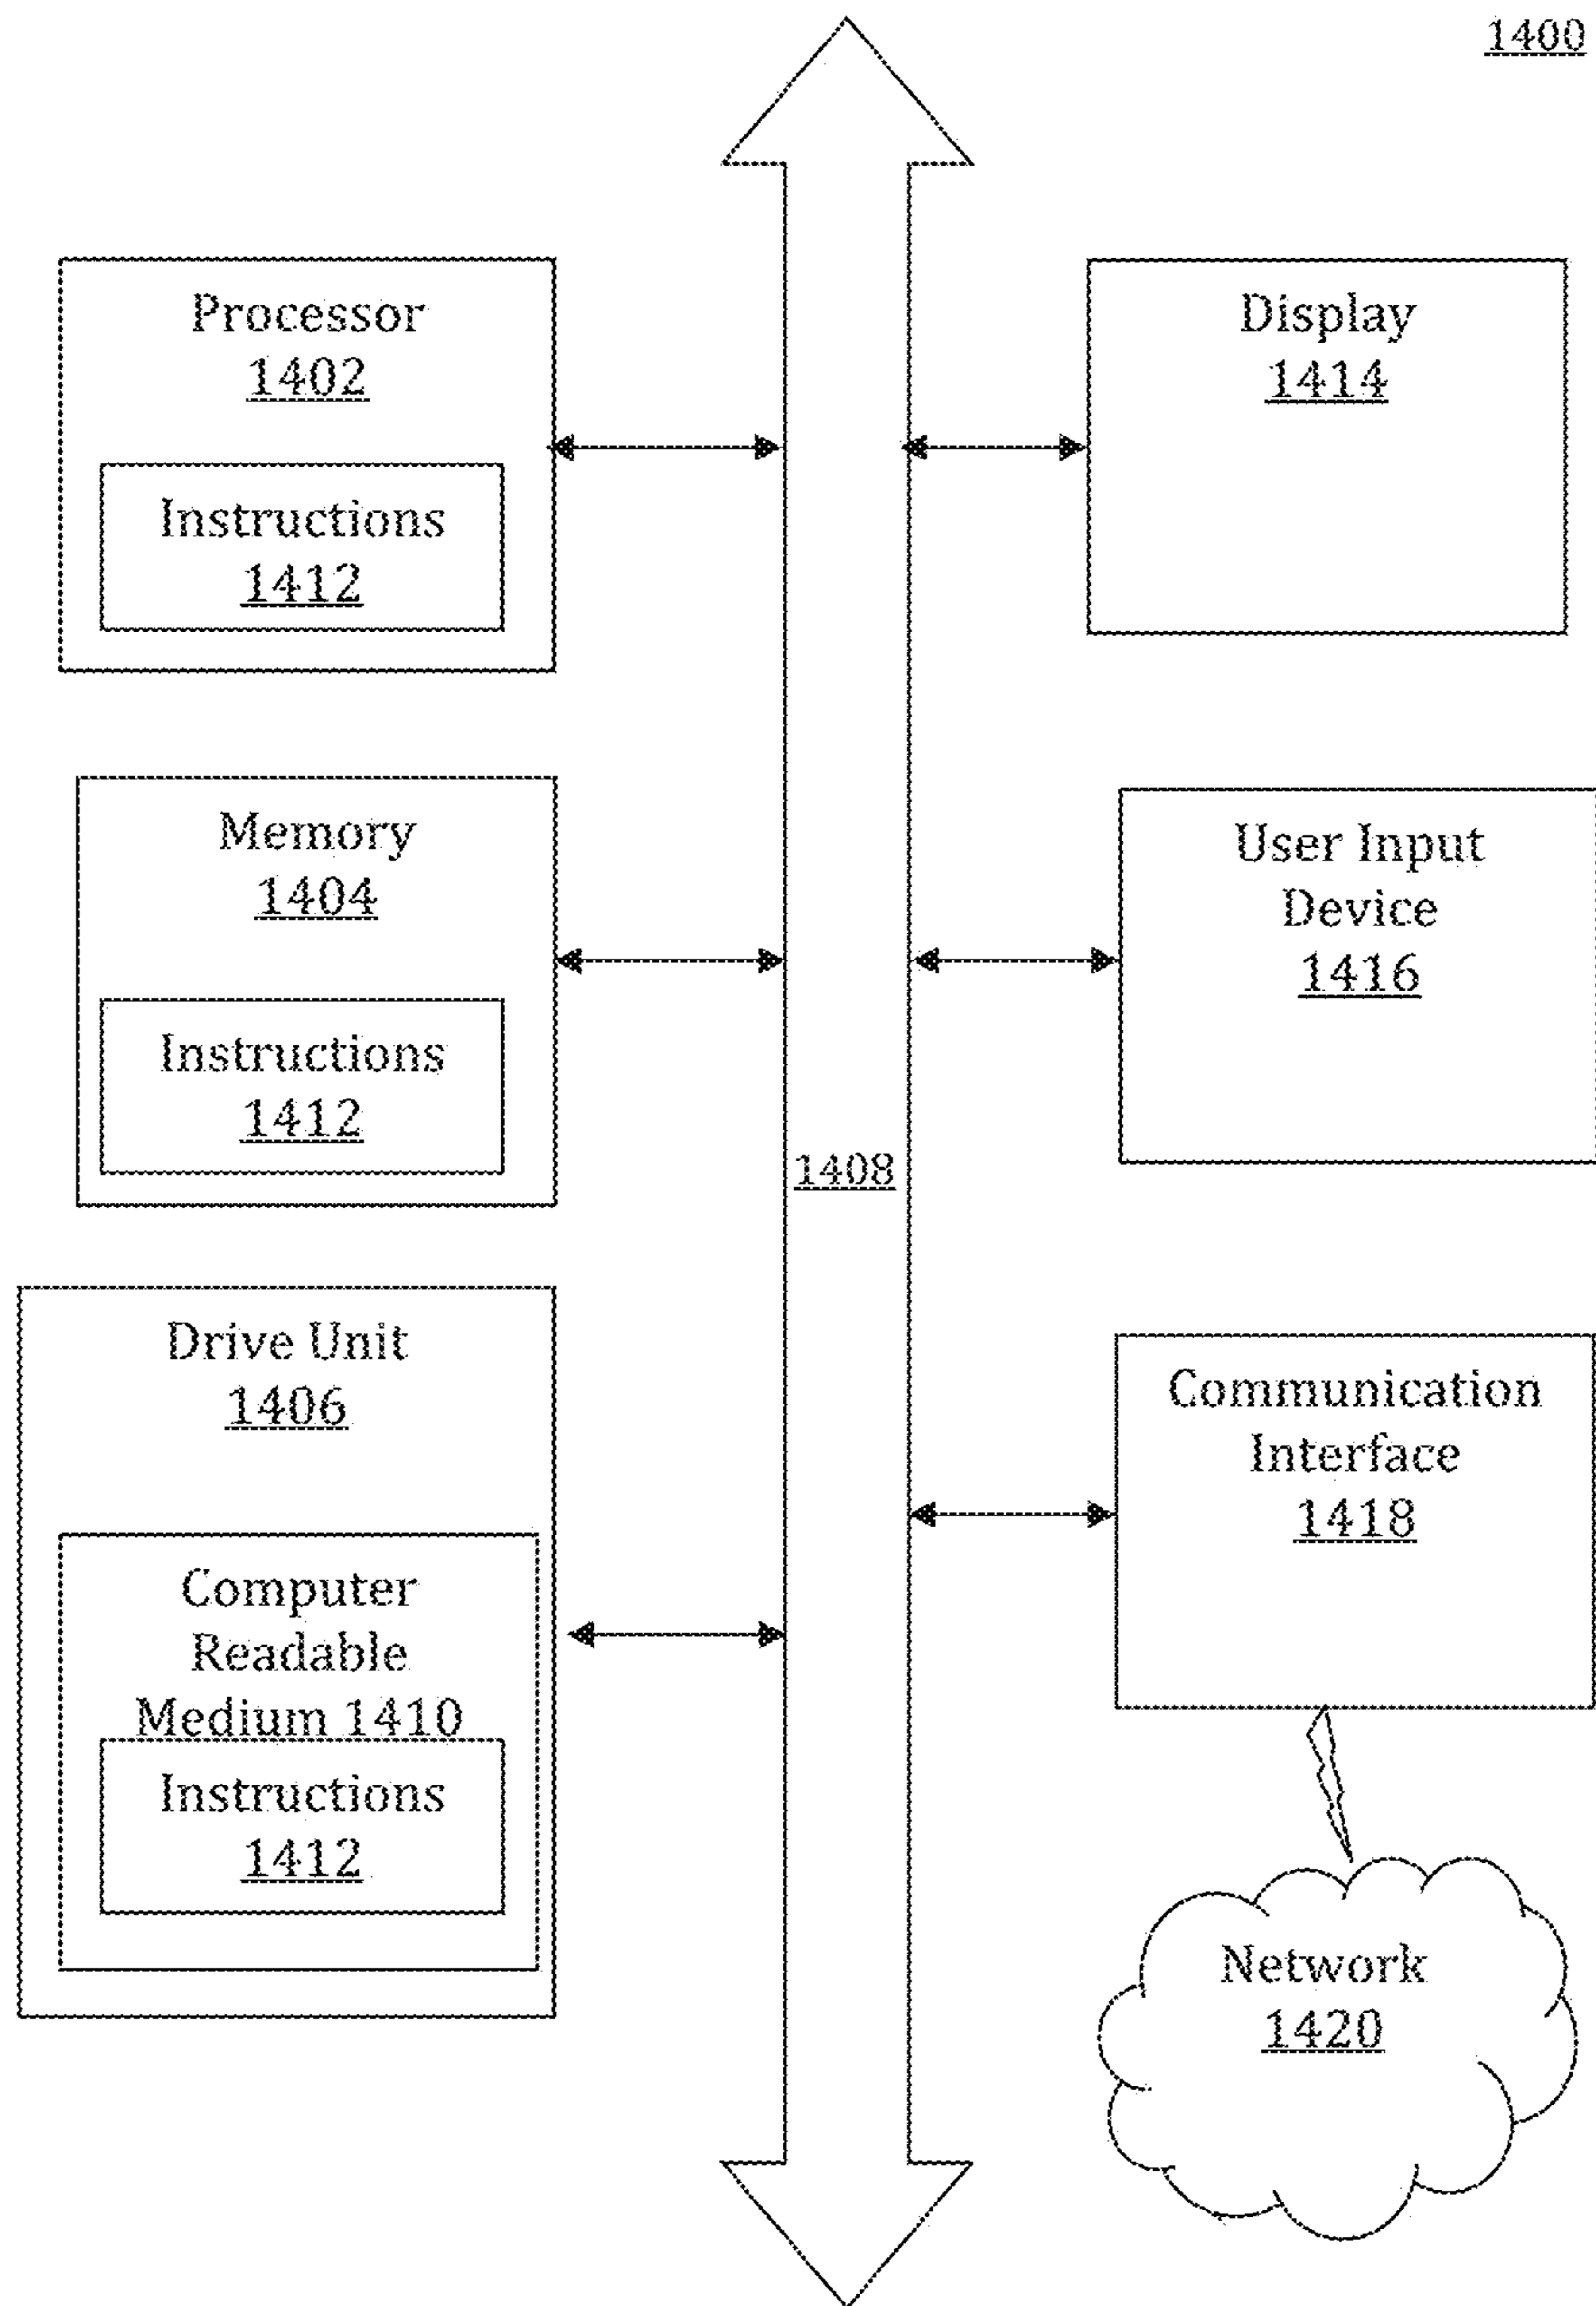 1400
Processor
1402
Instructions
1412
Display
1414
Memory
1404
Instructions
1412
User Input
Device
1416
1408
Drive Unit
1406
Computer
Readable
Medium 1410
Instructions
1412
Communication
Interface
1418
Network
1420